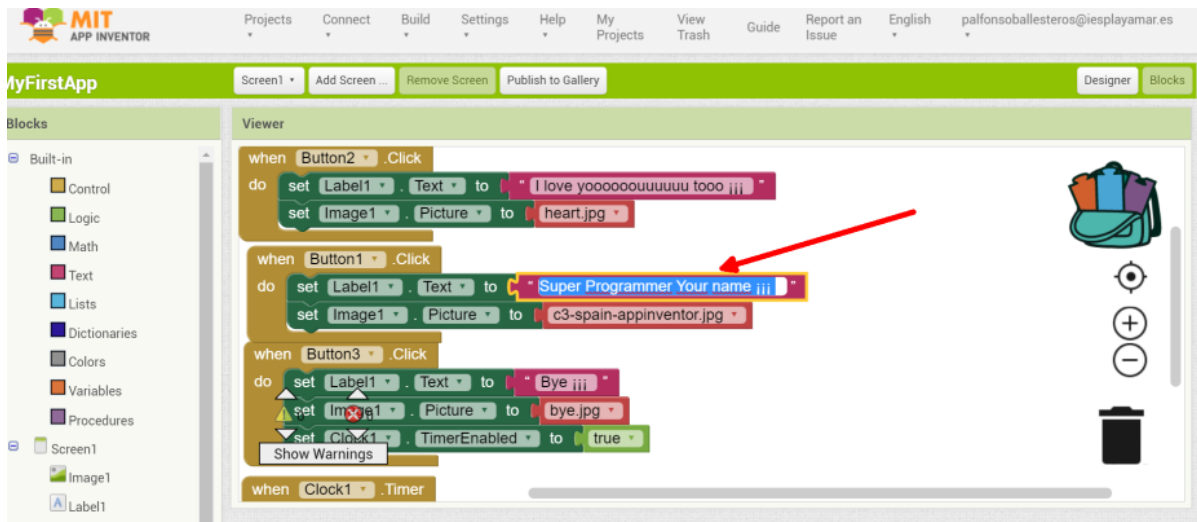 MIT
APP INVENTOR
Projects Connect Build Settings Help My Projects View Trash Guide Report an Issue English palfonsoballesteros@iesplayamar.es
MyFirstApp Screen1 Add Screen ... Remove Screen Publish to Gallery Designer Blocks
Blocks Viewer
Built-in
Control
Logic
Math
Text
Lists
Dictionaries
Colors
Variables
Procedures
Screen1
Image1
Label1
when Button2 .Click
do set Label1 . Text to " I love yooooooouuuuuu tooo ¡¡¡ "
set Image1 . Picture to heart.jpg
when Button1 .Click
do set Label1 . Text to " Super Programmer Your name ¡¡¡ "
set Image1 . Picture to c3-spain-appinventor.jpg
when Button3 .Click
do set Label1 . Text to " Bye ¡¡¡ "
set Image1 . Picture to bye.jpg
set Clock1 . TimerEnabled to true
Show Warnings
when Clock1 .Timer